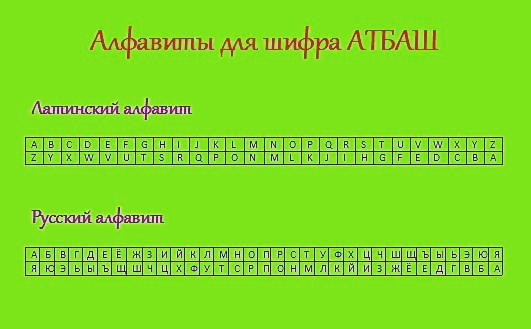 Алфавиты для шифра АТБАШ
Латинский алфавит
A B C D E F G H I J K L M N O P Q R S T U V W X Y Z
Z Y X W V U T S R Q P O N M L K J I H G F E D C B A
Русский алфавит
А Б В Г Д Е Ё Ж З И Й К Л М Н О П Р С Т У Ф Х Ц Ч Ш Щ Ъ Ы Ь Э Ю Я
Я Ю Э Ь Ы Ъ Щ Ш Ч Ц Х Ф У Т С Р П О Н М Л К Й И З Ж Ё Е Д Г В Б А